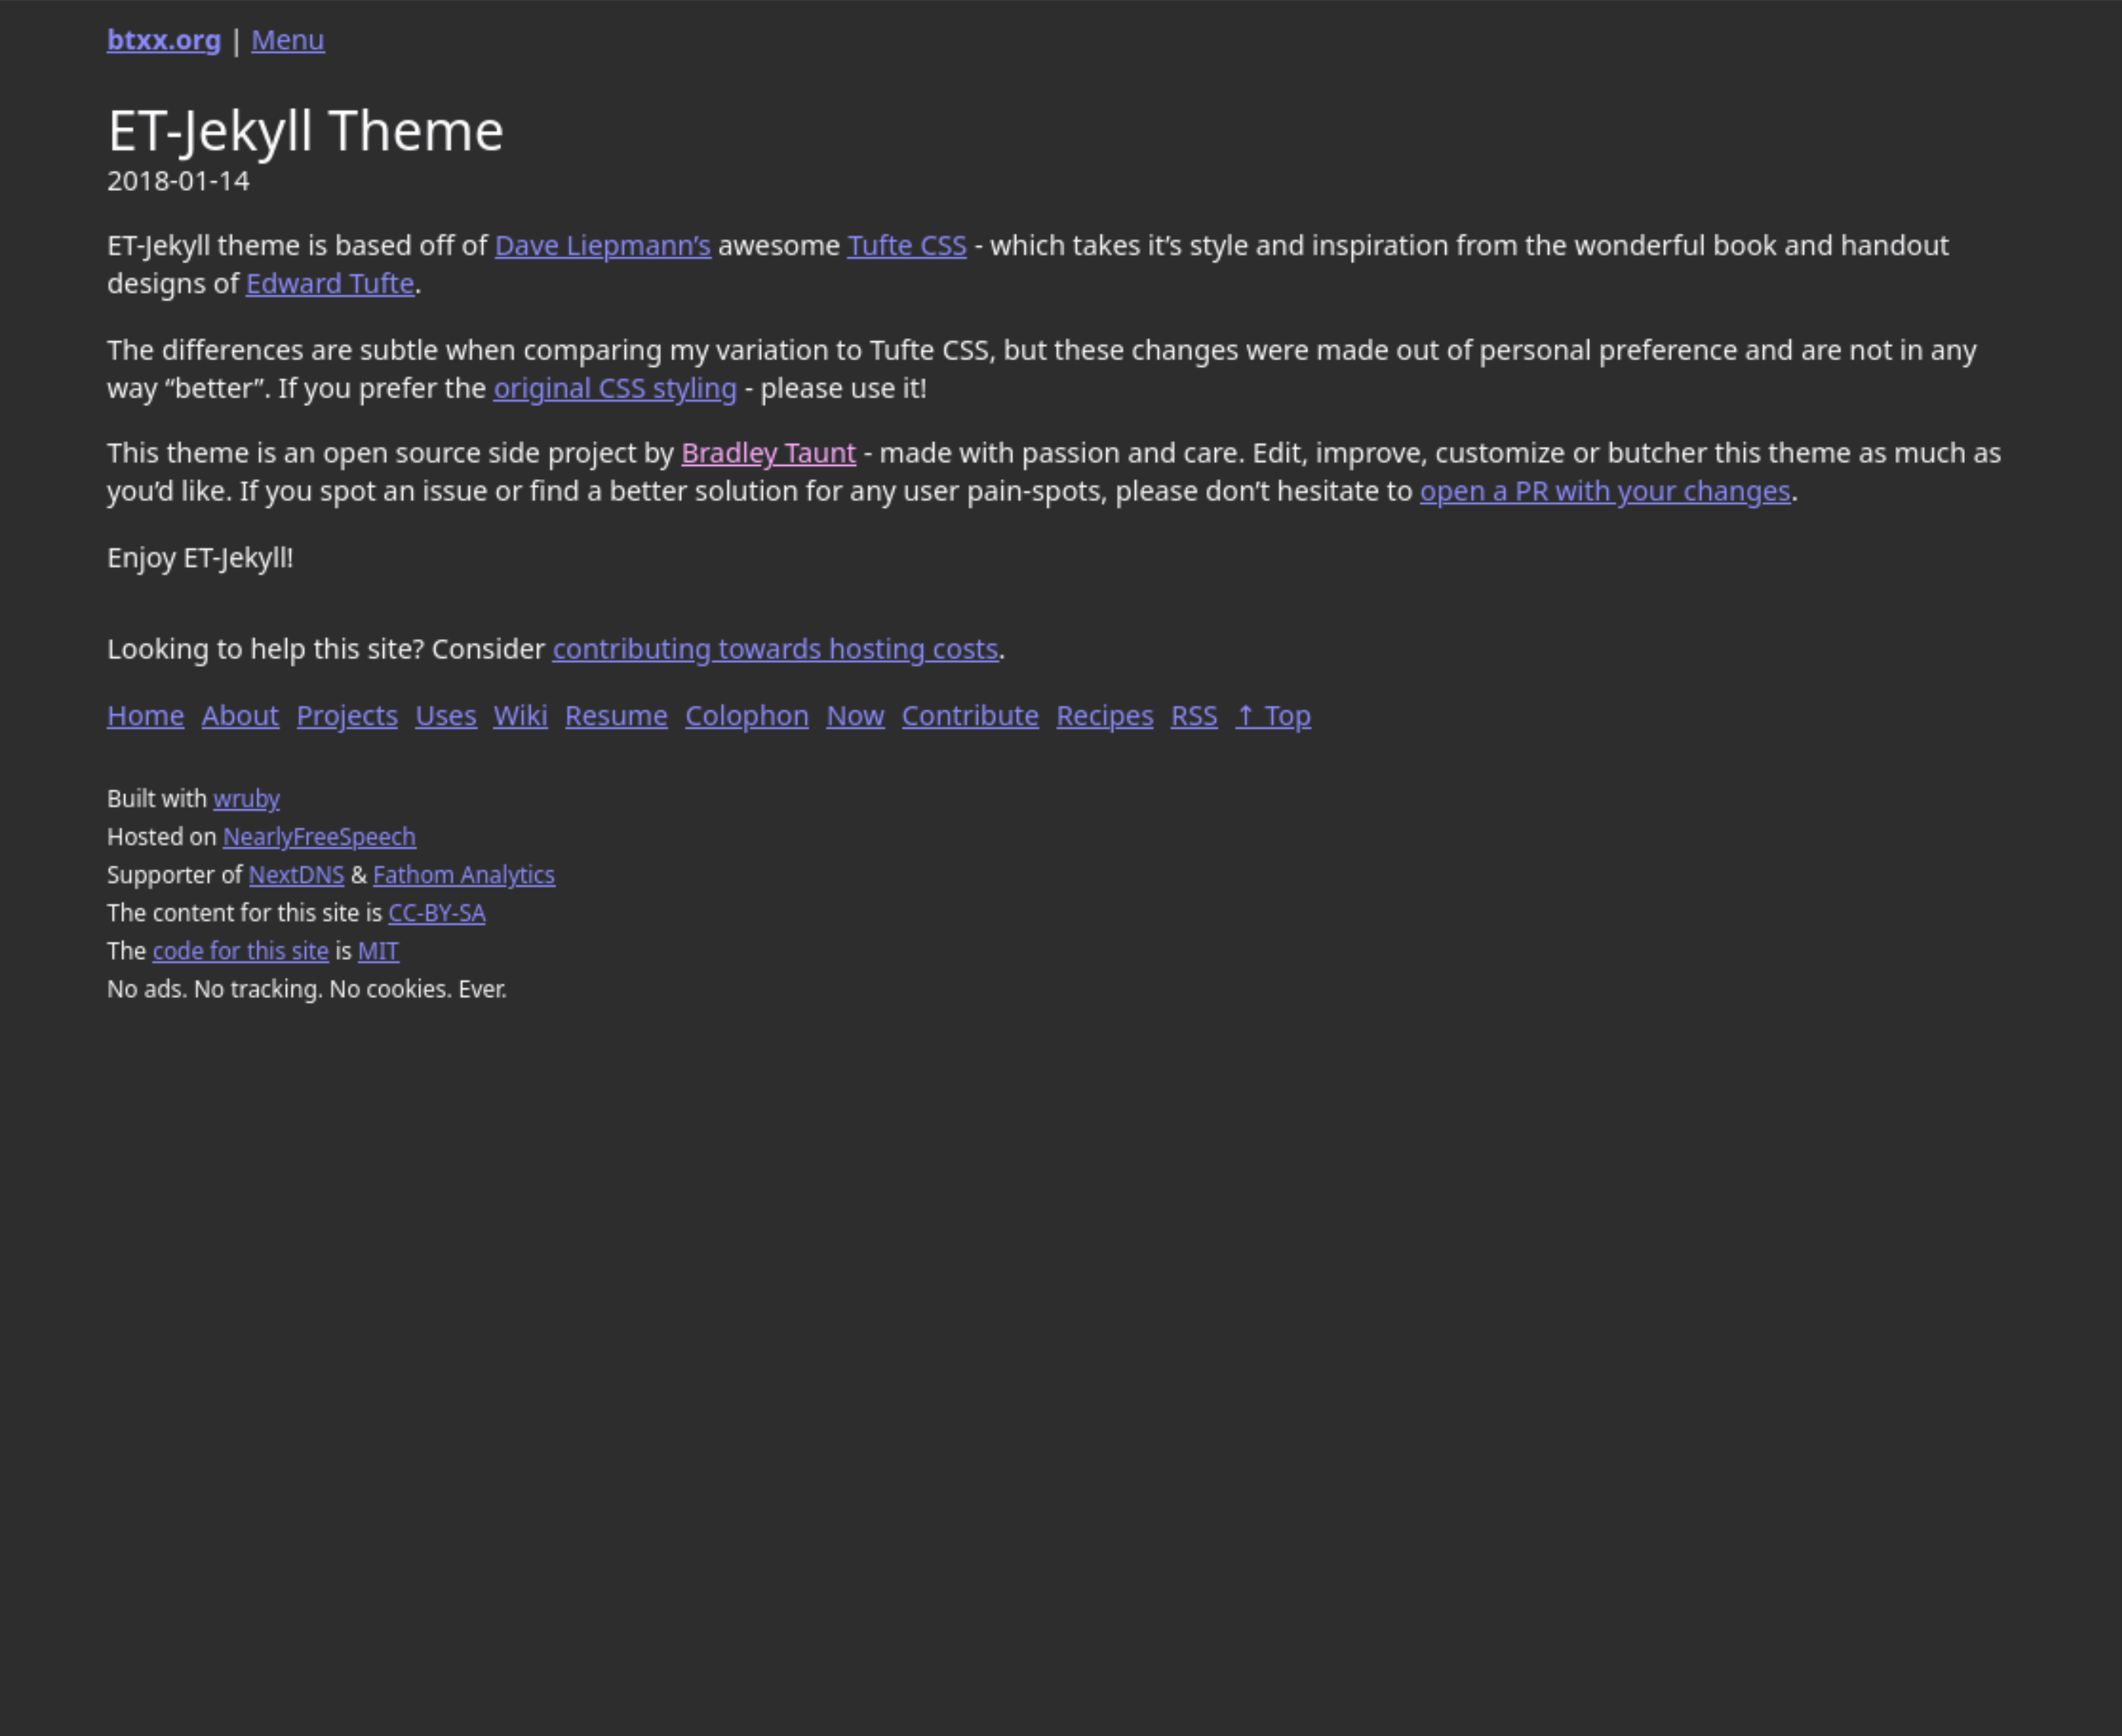 btxx.org | Menu
ET-Jekyll Theme
2018-01-14
ET-Jekyll theme is based off of Dave Liepmann’s awesome Tufte CSS - which takes it’s style and inspiration from the wonderful book and handout
designs of Edward Tufte.
The differences are subtle when comparing my variation to Tufte CSS, but these changes were made out of personal preference and are not in any
way “better”. If you prefer the original CSS styling - please use it!
This theme is an open source side project by Bradley Taunt - made with passion and care. Edit, improve, customize or butcher this theme as much as
you’d like. If you spot an issue or find a better solution for any user pain-spots, please don’t hesitate to open a PR with your changes.
Enjoy ET-Jekyll!
Looking to help this site? Consider contributing towards hosting costs.
Home About Projects Uses Wiki Resume Colophon Now Contribute Recipes RSS ↑ Top
Built with wruby
Hosted on NearlyFreeSpeech
Supporter of NextDNS & Fathom Analytics
The content for this site is CC-BY-SA
The code for this site is MIT
No ads. No tracking. No cookies. Ever.